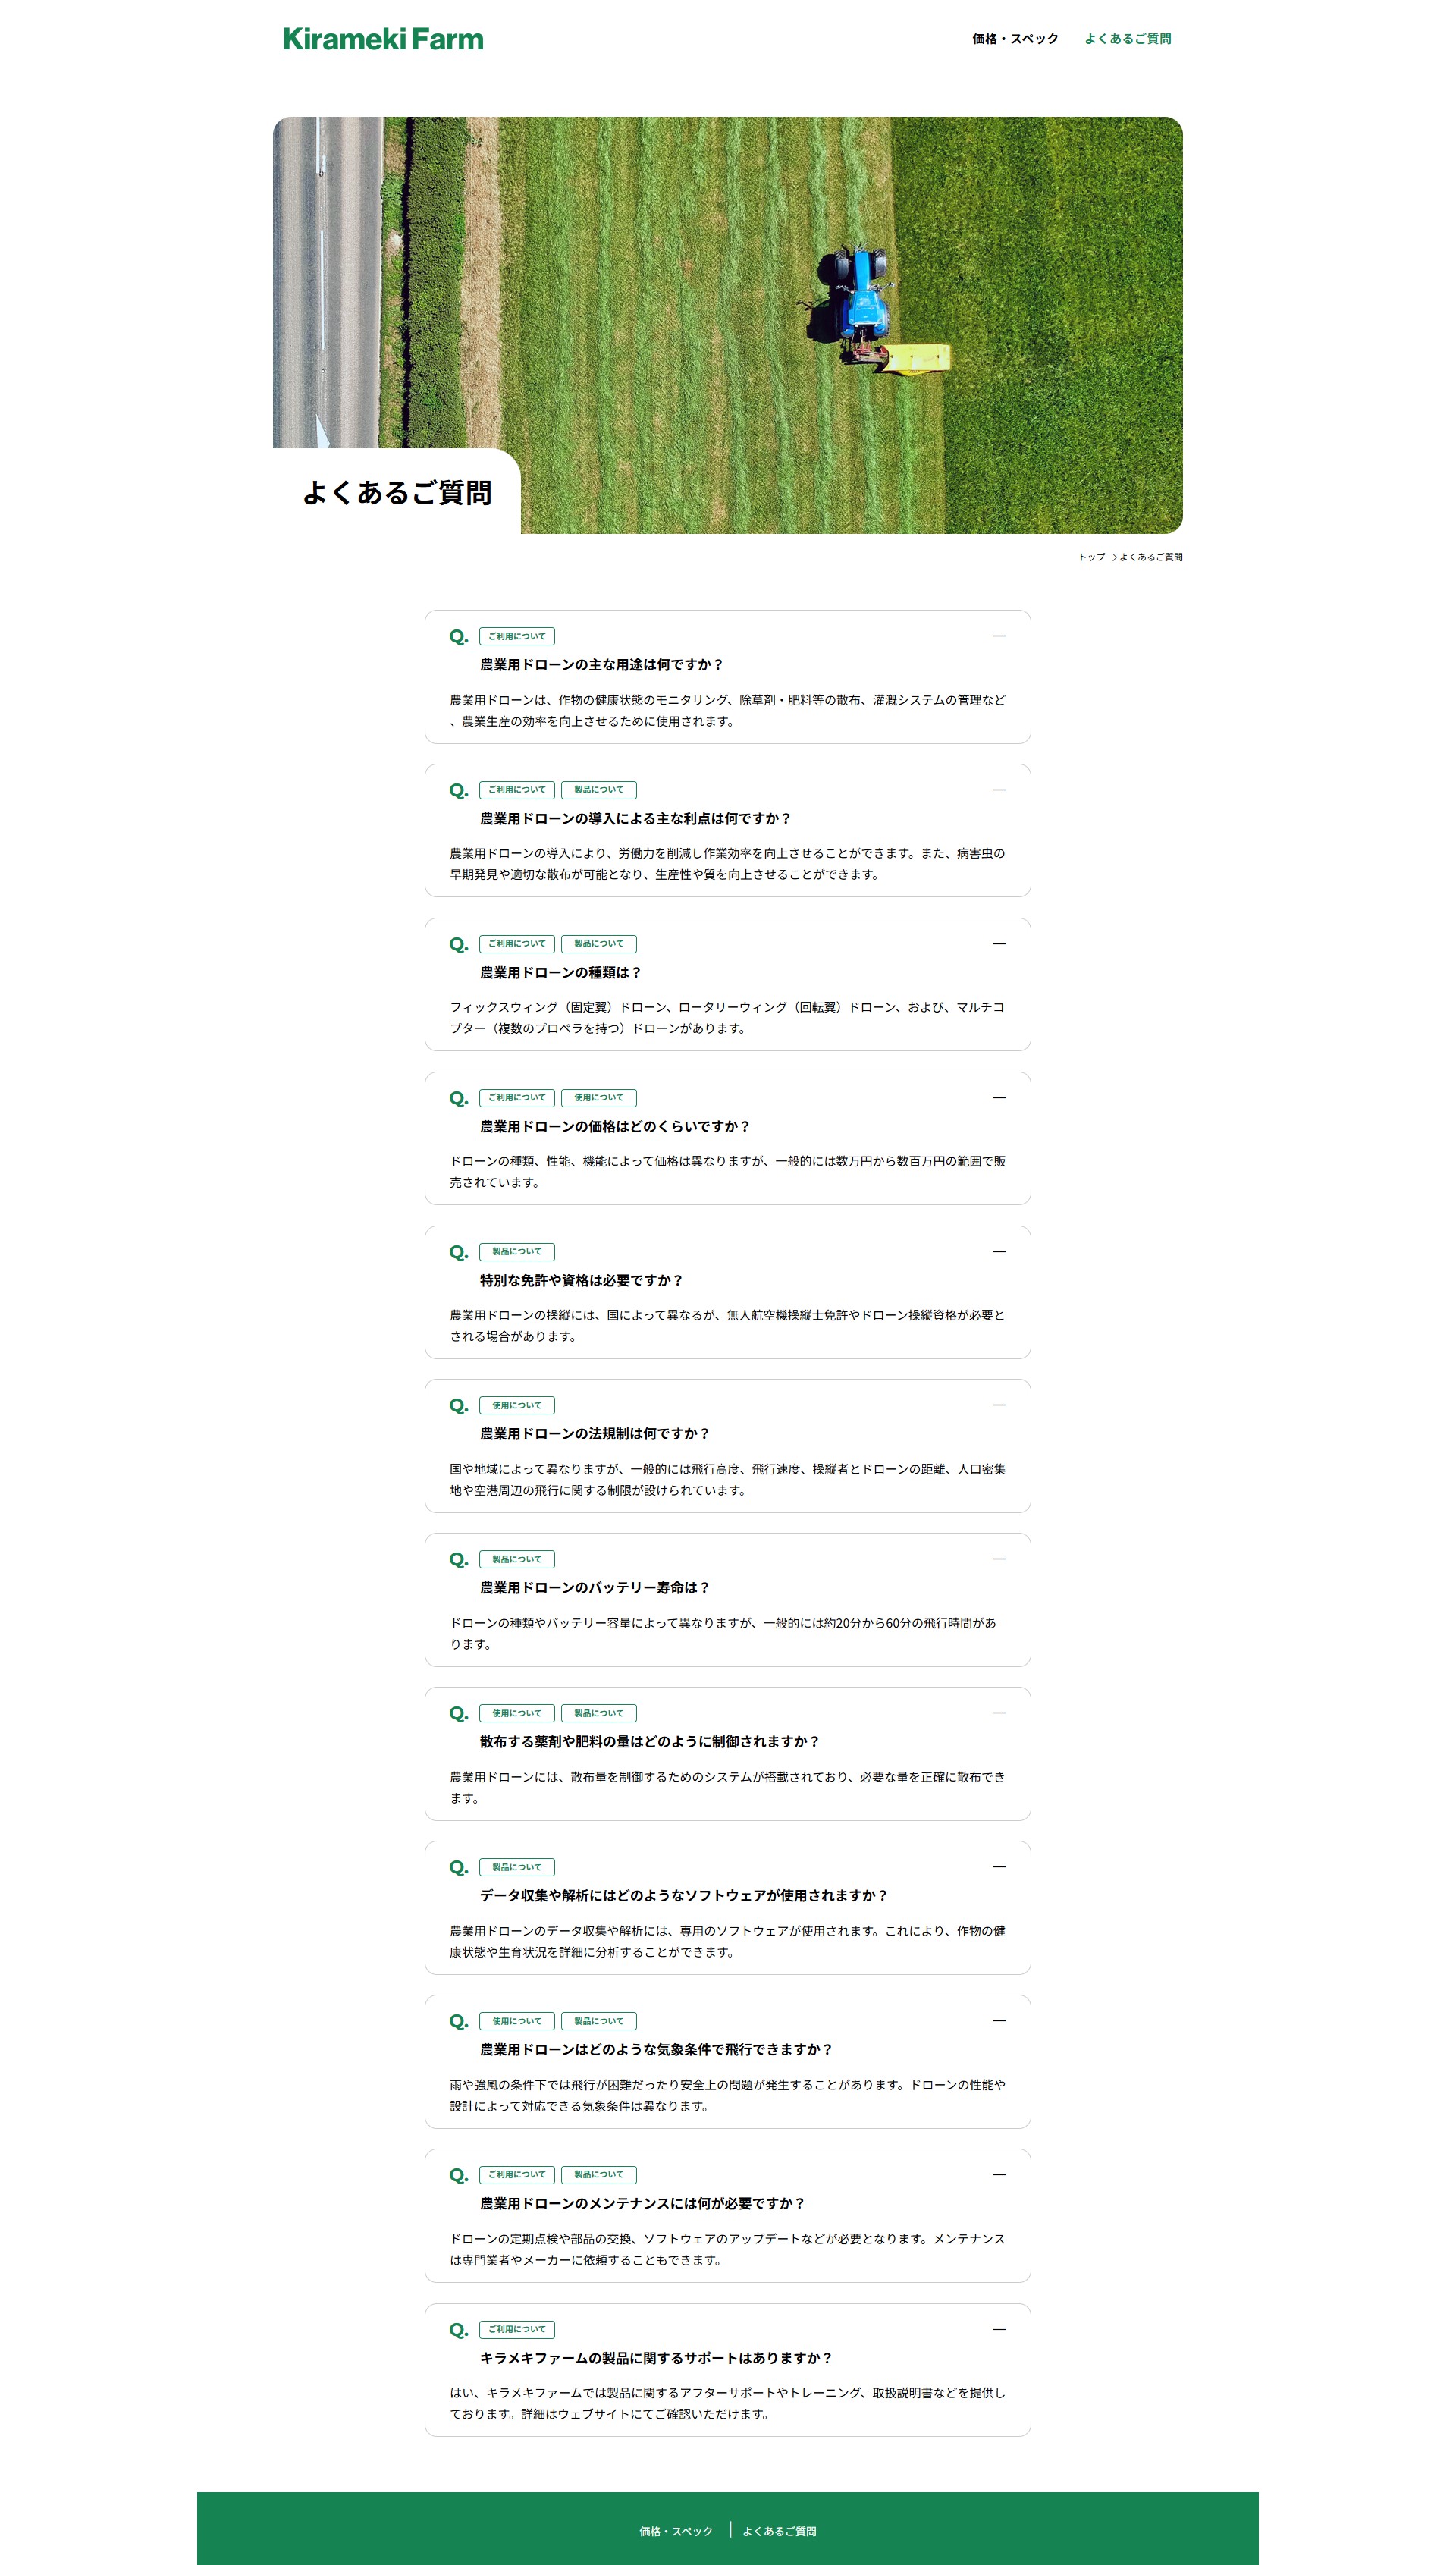 Kirameki Farm
価格・スペック
よくあるご質問
よくあるご質問
トップ
よくあるご質問
Q.
ご利用について
農業用ドローンの主な用途は何ですか？
農業用ドローンは、作物の健康状態のモニタリング、除草剤・肥料等の散布、灌漑システムの管理など
、農業生産の効率を向上させるために使用されます。
Q.
ご利用について
製品について
農業用ドローンの導入による主な利点は何ですか？
農業用ドローンの導入により、労働力を削減し作業効率を向上させることができます。また、病害虫の
早期発見や適切な散布が可能となり、生産性や質を向上させることができます。
Q.
ご利用について
製品について
農業用ドローンの種類は？
フィックスウィング（固定翼）ドローン、ロータリーウィング（回転翼）ドローン、および、マルチコ
プター（複数のプロペラを持つ）ドローンがあります。
Q.
ご利用について
使用について
農業用ドローンの価格はどのくらいですか？
ドローンの種類、性能、機能によって価格は異なりますが、一般的には数万円から数百万円の範囲で販
売されています。
Q.
製品について
特別な免許や資格は必要ですか？
農業用ドローンの操縦には、国によって異なるが、無人航空機操縦士免許やドローン操縦資格が必要と
される場合があります。
Q.
使用について
農業用ドローンの法規制は何ですか？
国や地域によって異なりますが、一般的には飛行高度、飛行速度、操縦者とドローンの距離、人口密集
地や空港周辺の飛行に関する制限が設けられています。
Q.
製品について
農業用ドローンのバッテリー寿命は？
ドローンの種類やバッテリー容量によって異なりますが、一般的には約20分から60分の飛行時間があ
ります。
Q.
使用について
製品について
散布する薬剤や肥料の量はどのように制御されますか？
農業用ドローンには、散布量を制御するためのシステムが搭載されており、必要な量を正確に散布でき
ます。
Q.
製品について
データ収集や解析にはどのようなソフトウェアが使用されますか？
農業用ドローンのデータ収集や解析には、専用のソフトウェアが使用されます。これにより、作物の健
康状態や生育状況を詳細に分析することができます。
Q.
使用について
製品について
農業用ドローンはどのような気象条件で飛行できますか？
雨や強風の条件下では飛行が困難だったり安全上の問題が発生することがあります。ドローンの性能や
設計によって対応できる気象条件は異なります。
Q.
ご利用について
製品について
農業用ドローンのメンテナンスには何が必要ですか？
ドローンの定期点検や部品の交換、ソフトウェアのアップデートなどが必要となります。メンテナンス
は専門業者やメーカーに依頼することもできます。
Q.
ご利用について
キラメキファームの製品に関するサポートはありますか？
はい、キラメキファームでは製品に関するアフターサポートやトレーニング、取扱説明書などを提供し
ております。詳細はウェブサイトにてご確認いただけます。
価格・スペック
よくあるご質問